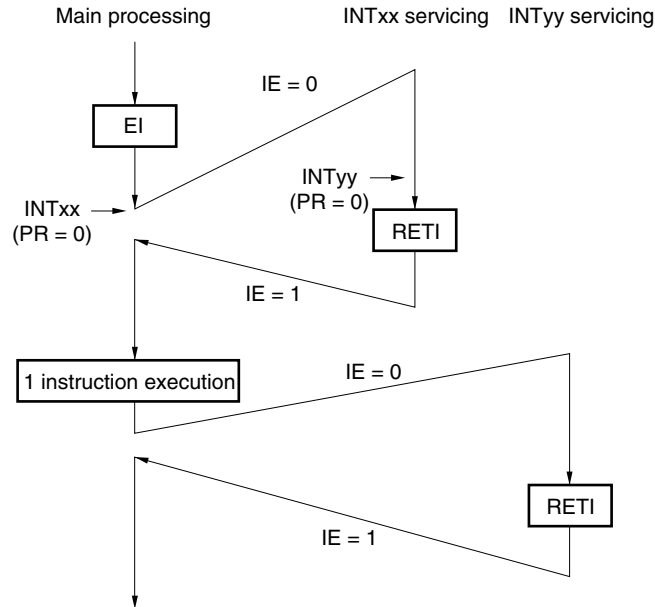 Main processing
INTxx servicing
INTyy servicing
IE = 0
EI
INTyy
(PR = 0)
INTxx
(PR = 0)
RETI
IE = 1
1 instruction execution
IE = 0
RETI
IE = 1